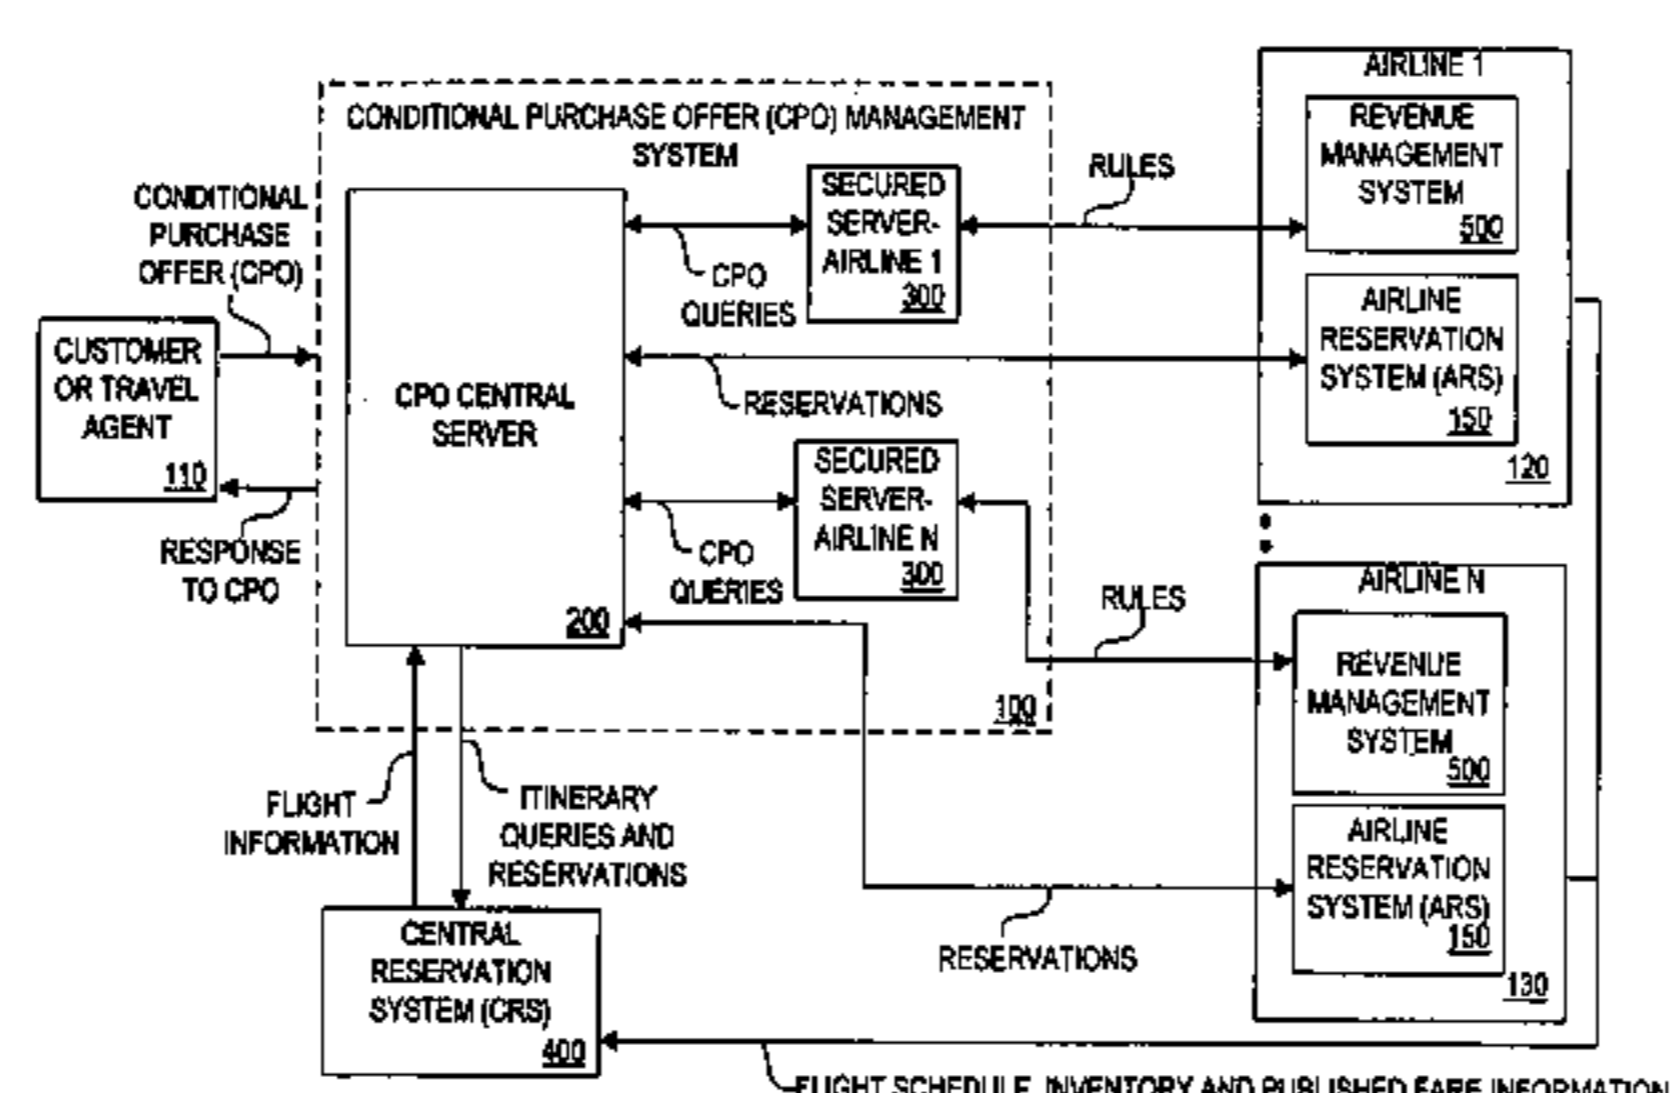 AIRLINE 1
REVENUE
MANAGEMENT
SYSTEM
500
AIRLINE
RESERVATION
SYSTEM (ARS)
150
120
CONDITIONAL PURCHASE OFFER (CPO) MANAGEMENT
SYSTEM
CONDITIONAL
PURCHASE
OFFER (CPO)
CUSTOMER
OR TRAVEL
AGENT
110
RESPONSE
TO CPO
CPO CENTRAL
SERVER
200
SECURED
SERVER-
AIRLINE 1
300
CPO
QUERIES
RULES
RESERVATIONS
SECURED
SERVER-
AIRLINE N
300
CPO
QUERIES
RULES
100
AIRLINE N
REVENUE
MANAGEMENT
SYSTEM
500
AIRLINE
RESERVATION
SYSTEM (ARS)
150
130
FLIGHT
INFORMATION
ITINERARY
QUERIES AND
RESERVATIONS
RESERVATIONS
CENTRAL
RESERVATION
SYSTEM (CRS)
400
FLIGHT SCHEDULE, INVENTORY AND PUBLISHED FARE INFORMATION